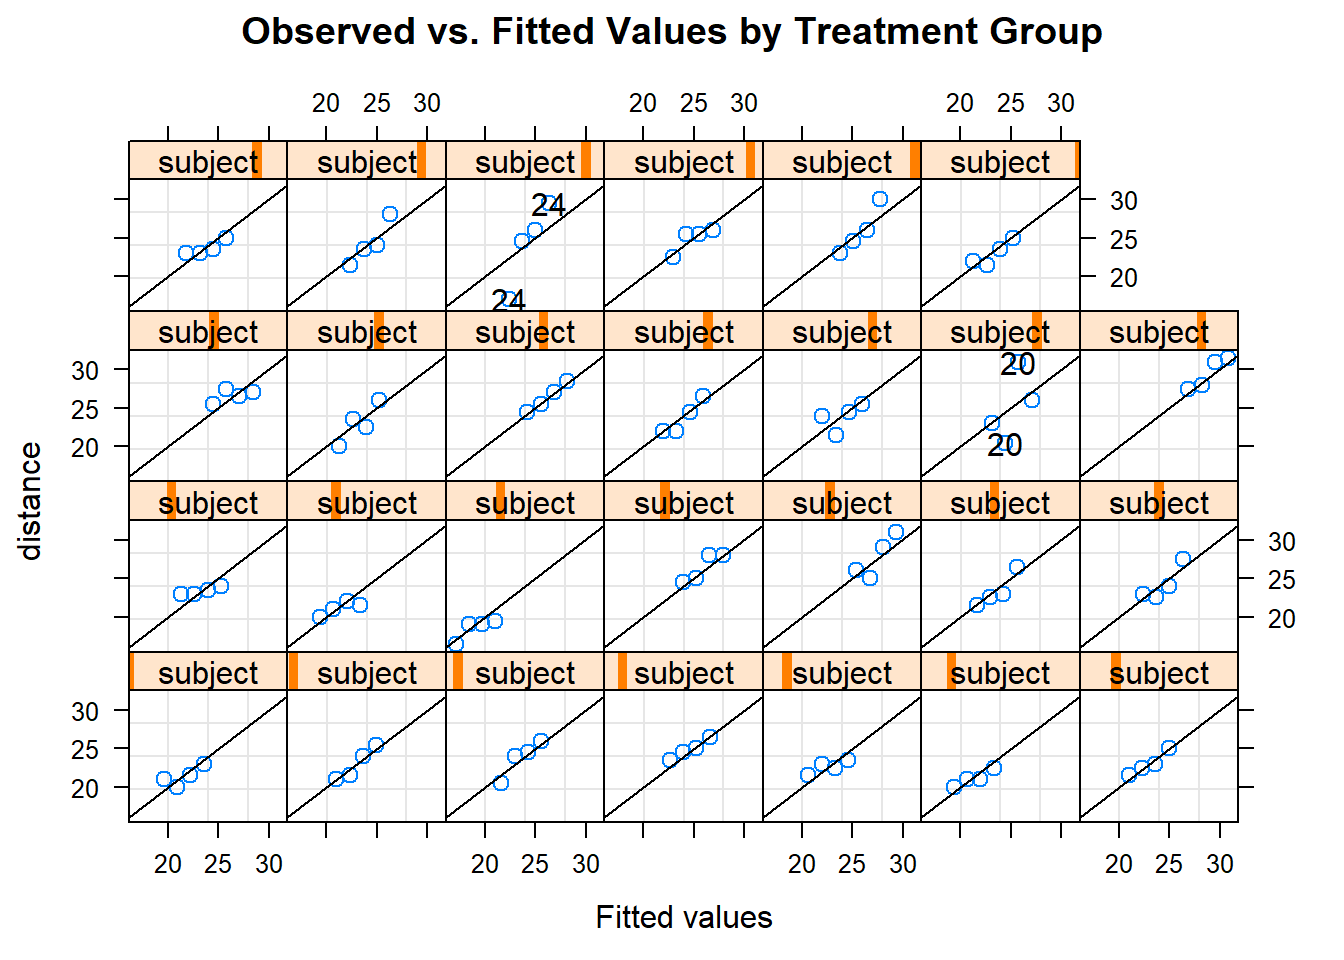 Observed vs. Fitted Values by Treatment Group
20 25 30 20 25 30 20 25 30
subject subject subject subject subject subject
24
30
25
20
24
subject subject subject subject subject subject subject
20
30
25
20
20
distance
subject subject subject subject subject subject subject
30
25
20
subject subject subject subject subject subject subject
30
25
20
20 25 30 20 25 30 20 25 30 20 25 30
Fitted values